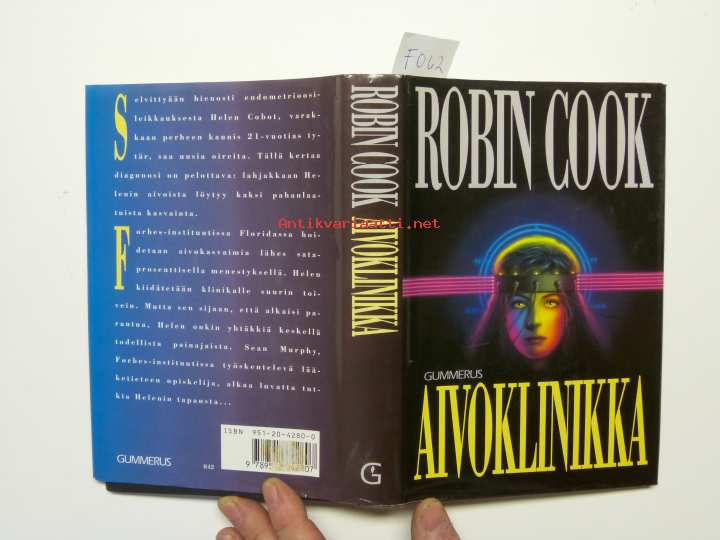 F062
Selvittyään hienosti endometrioosi-
leikkauksesta Helen Cobot, varak-
kaan perheen kaunis 21-vuotias ty-
tär, saa uusia oireita. Tällä kertaa
diagnoosi on pelottava: lahjakkaan He-
lenin aivoista löytyy kaksi pahanlaa-
tuista kasvainta.
Forbes-instituutissa Floridassa hoi-
detaan aivokasvaimia lähes sata-
prosenttisella menestyksellä. Helen
kiidätetään klinikalle suurin toi-
vein. Mutta sen sijaan, että alkaisi pa-
rantua, Helen onkin yhtäkkiä keskellä
todellista painajaista. Sean Murphy,
Forbes-instituutissa työskentelevä lää-
ketieteen opiskelija, alkaa luvatta tut-
kia Helenin tapausta...
ISBN 951-20-4280-0
GUMMERUS
842
ROBIN COOK AIVOKLINIKKA
G
ROBIN COOK
GUMMERUS
AIVOKLINIKKA
Antikvariaatti.net